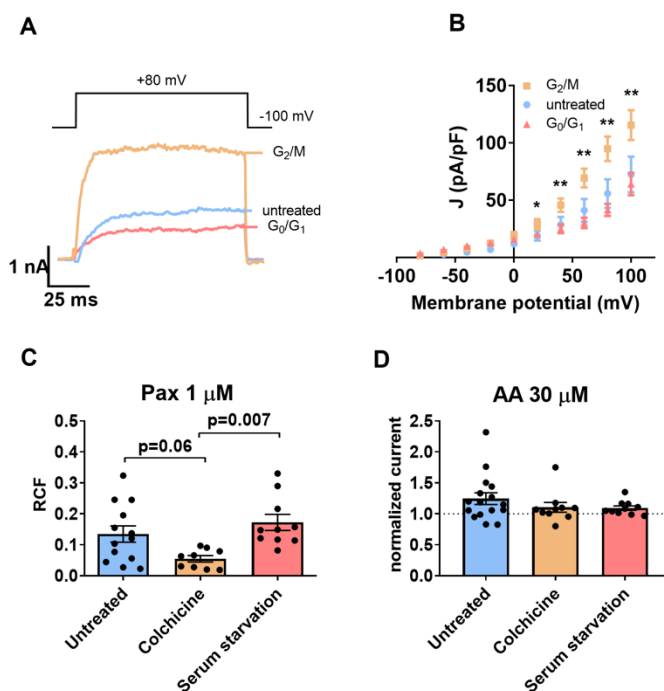 A
+80 mV
-100 mV
G₂/M
untreated
G₀/G₁
1 nA
25 ms
B
G₂/M
untreated
G₀/G₁
J (pA/pF)
150
100
50
* ** ** ** **
-100 -50 0 50 100
Membrane potential (mV)
C
Pax 1 μM
RCF
0.5
0.4
0.3
0.2
0.1
0.0
p=0.06
p=0.007
Untreated
Colchicine
Serum starvation
D
AA 30 μM
normalized current
2.5
2.0
1.5
1.0
0.5
0.0
Untreated
Colchicine
Serum starvation